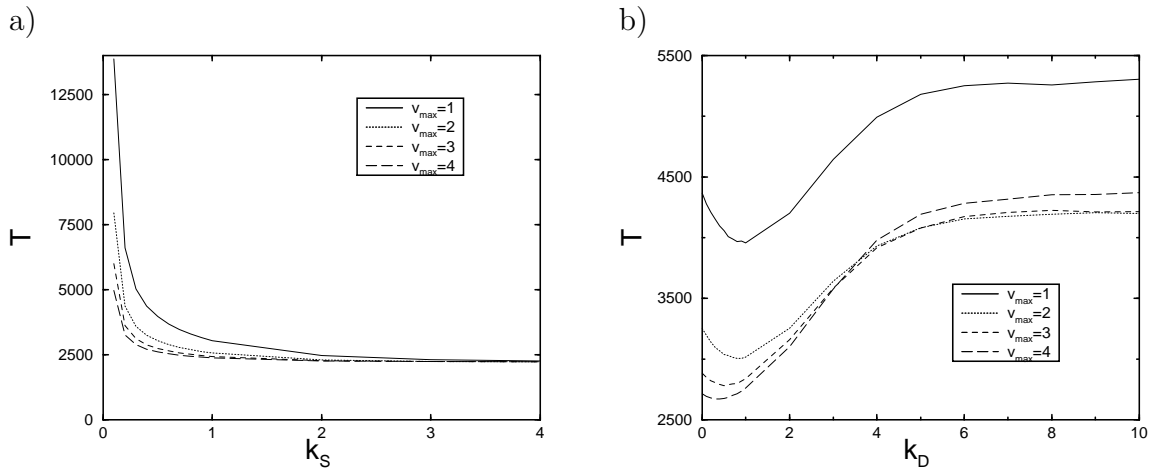 a)
12500
10000
7500
5000
2500
0
T
0 1 2 3 4
k_S
v_max=1
v_max=2
v_max=3
v_max=4
b)
5500
4500
3500
2500
T
0 2 4 6 8 10
k_D
v_max=1
v_max=2
v_max=3
v_max=4